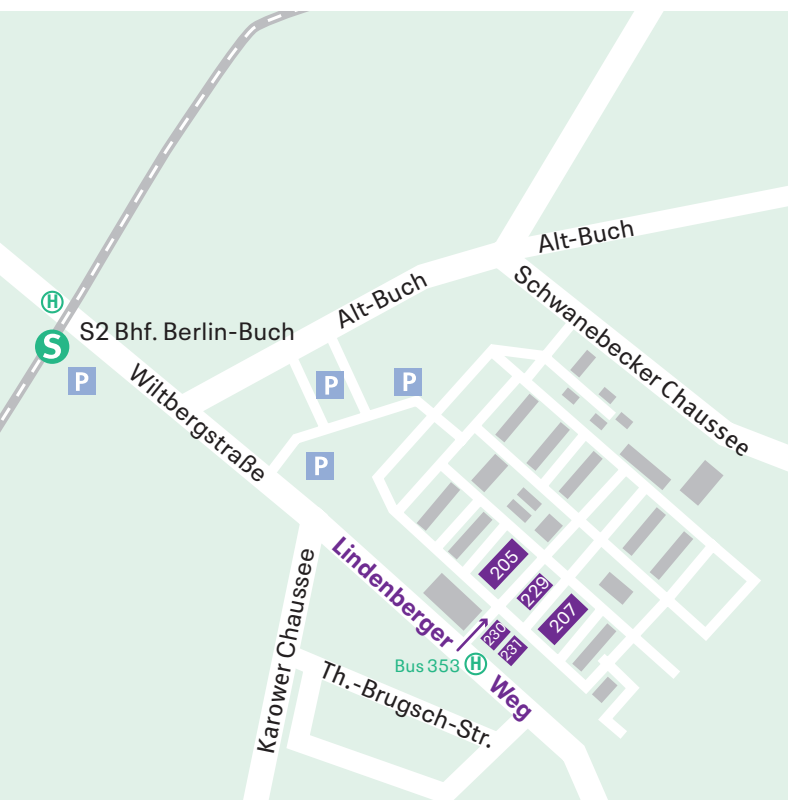 Alt-Buch
Alt-Buch
Schwanebecker Chaussee
H
S2 Bhf. Berlin-Buch
S
P
P
P
Wiltbergstraße
P
Lindenberger
Weg
205
229
207
230
231
Karower Chaussee
Bus 353 H
Th.-Brugsch-Str.